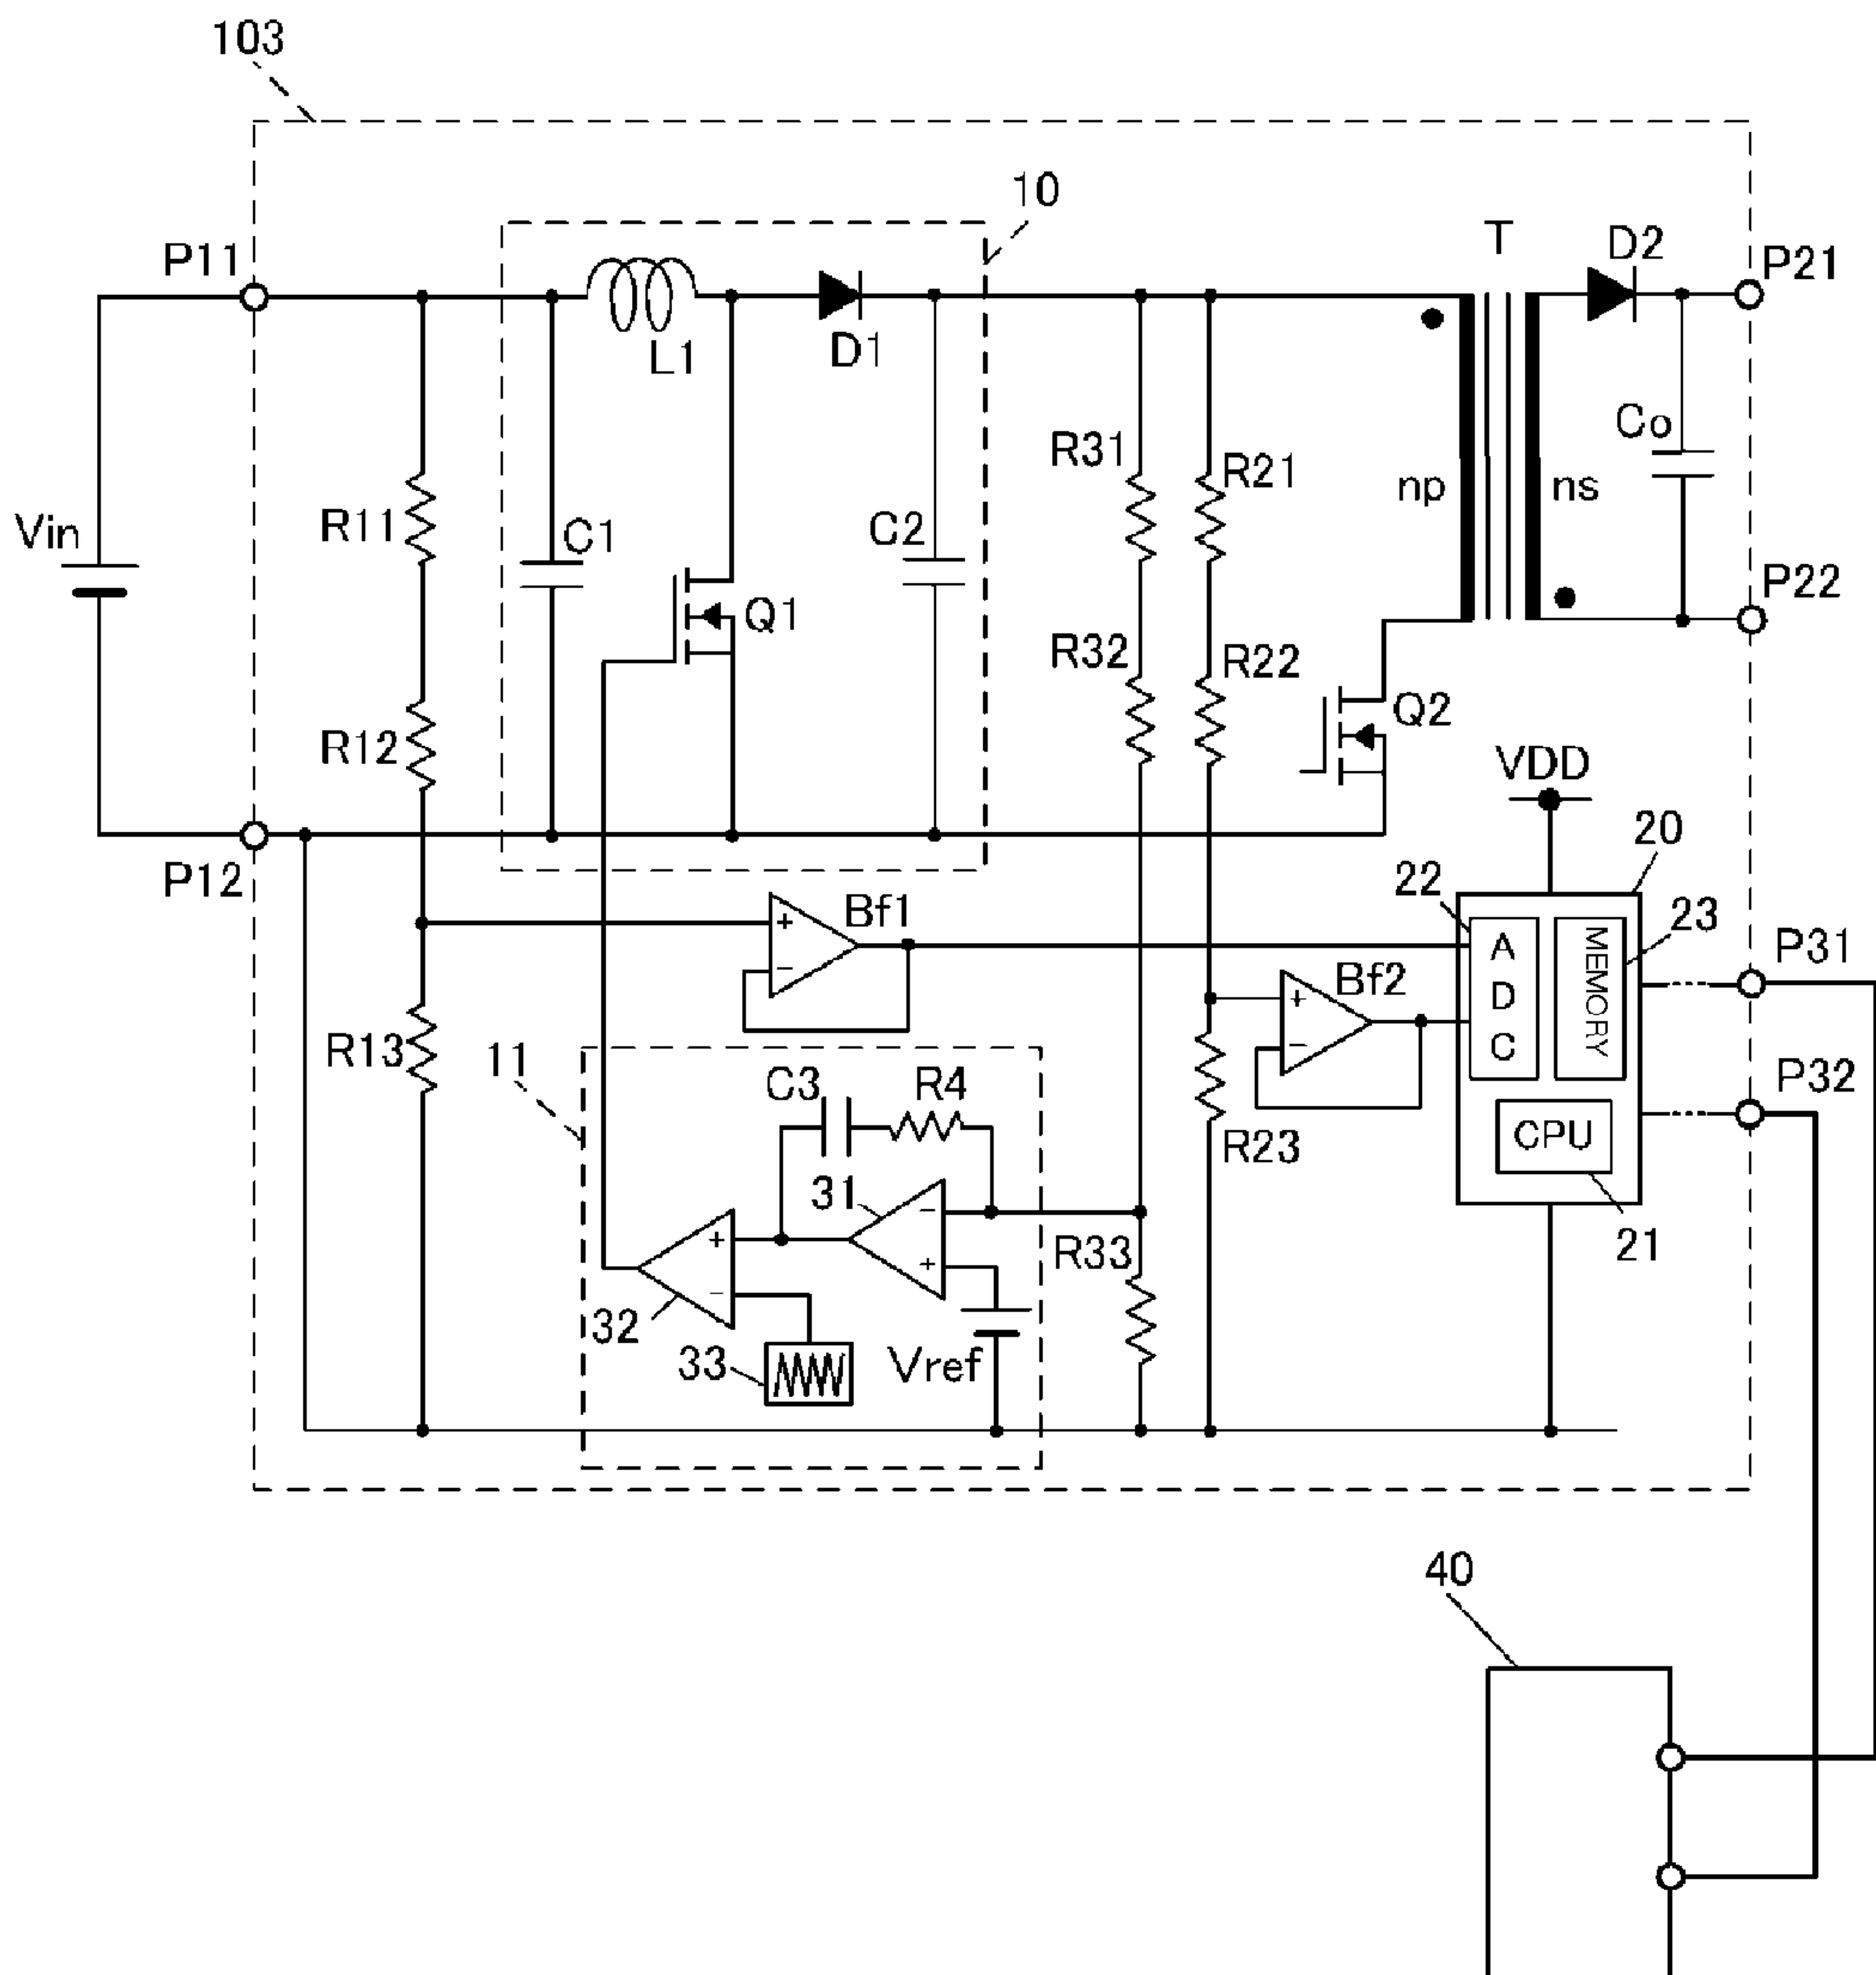 103
10
P11
T
D2
P21
L1
D1
Co
R31
R21
np
ns
Vin
R11
C1
C2
P22
Q1
R32
R22
Q2
R12
VDD
P12
20
22
23
Bf1
+
−
A
D
C
MEMORY
P31
Bf2
+
−
R13
11
C3
R4
P32
CPU
R23
31
−
+
21
R33
+
−
32
33
Vref
40